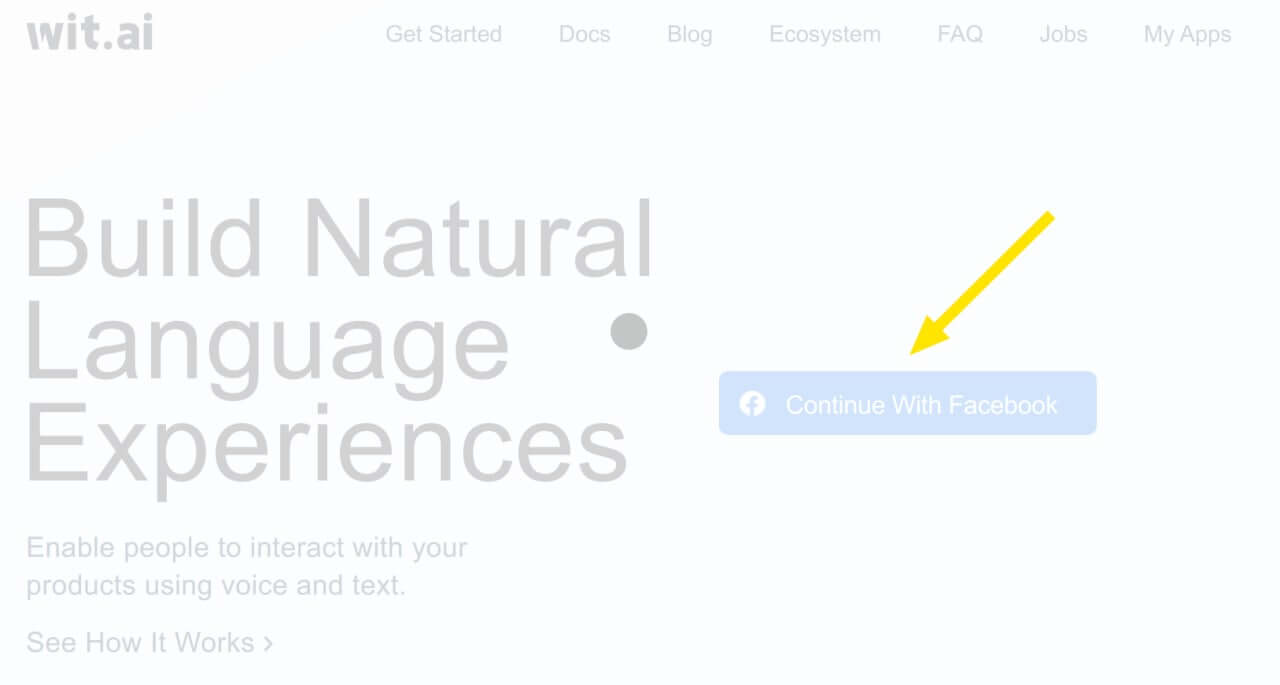 wit.ai
Get Started Docs Blog Ecosystem FAQ Jobs My Apps
Build Natural
Language
Experiences
Continue With Facebook
Enable people to interact with your
products using voice and text.
See How It Works >